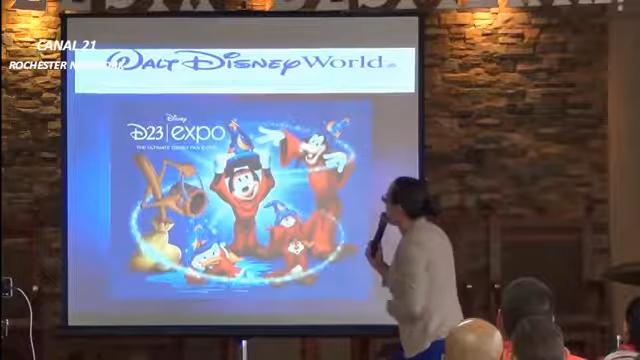 CANAL 21
ROCHESTER
WALT DISNEY World
Disney
D23 expo
THE ULTIMATE DISNEY FAN EVENT